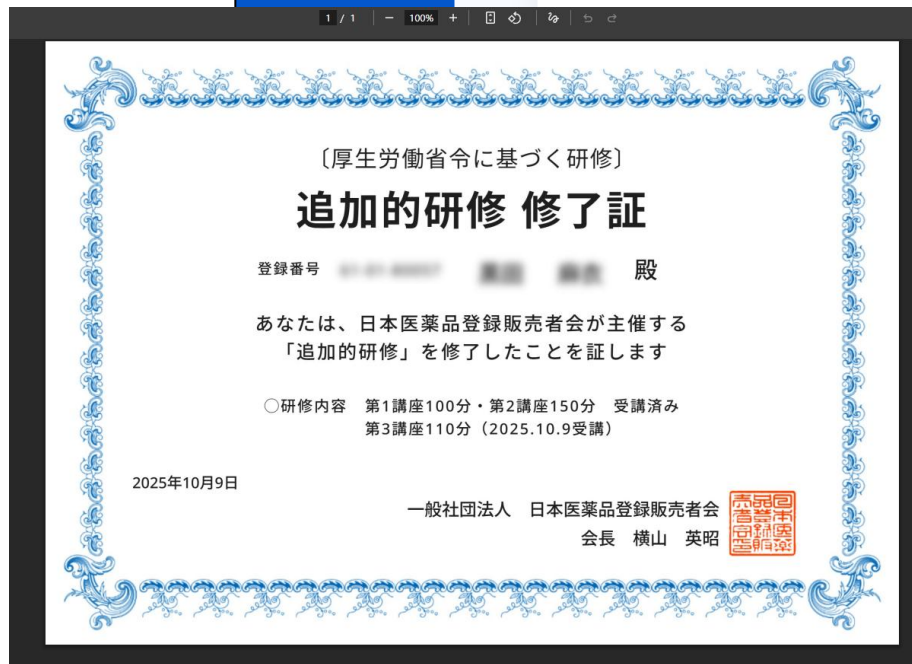 1 / 1 − 100% +
〔厚生労働省令に基づく研修〕
追加的研修 修了証
登録番号 殿
あなたは、日本医薬品登録販売者会が主催する
「追加的研修」を修了したことを証します
○研修内容 第1講座100分・第2講座150分 受講済み
第3講座110分（2025.10.9受講）
2025年10月9日
一般社団法人 日本医薬品登録販売者会
会長 横山 英昭